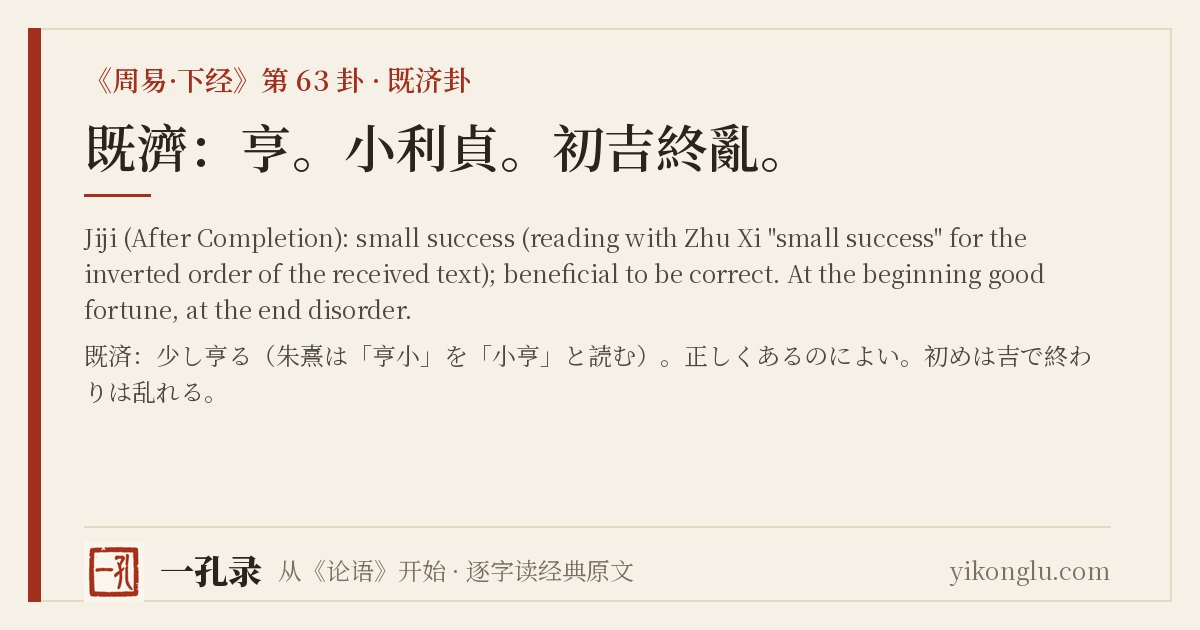 《周易·下经》第 63 卦 · 既济卦
既濟：亨。小利貞。初吉終亂。
Jiji (After Completion): small success (reading with Zhu Xi "small success" for the
inverted order of the received text); beneficial to be correct. At the beginning good
fortune, at the end disorder.
既済：少し亨る（朱熹は「亨小」を「小亨」と読む）。正しくあるのによい。初めは吉で終わ
りは乱れる。
一孔
一孔录 从《论语》开始 · 逐字读经典原文 yikonglu.com